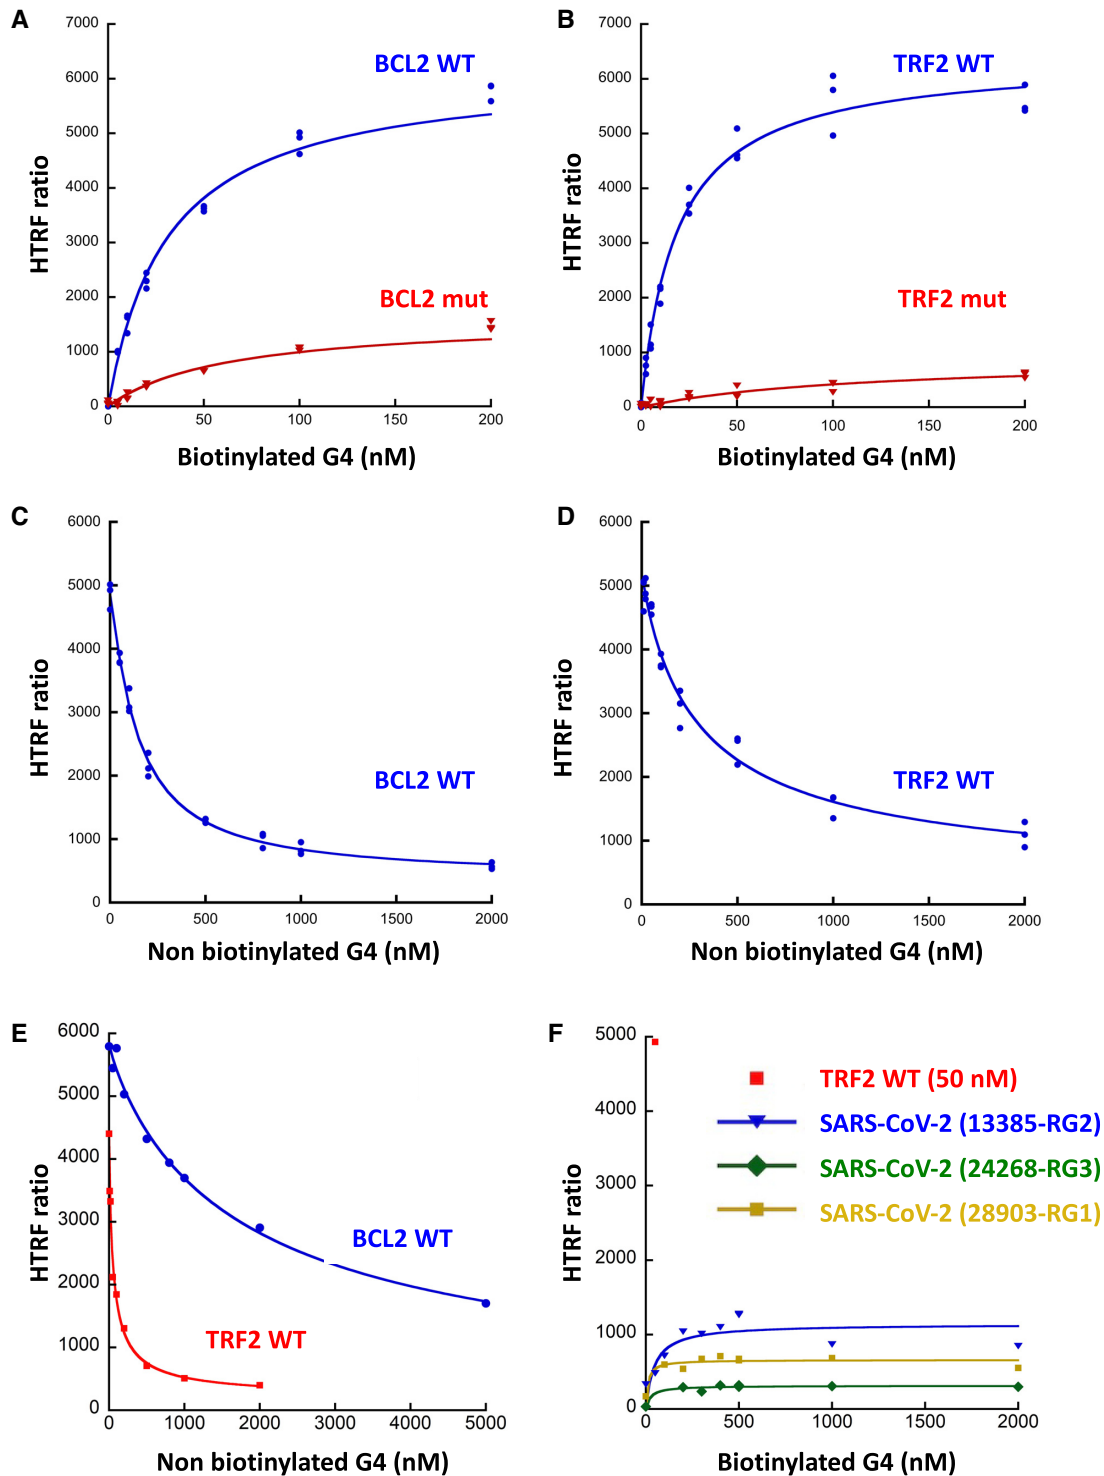 A
7000
6000
5000
4000
3000
2000
1000
0
HTRF ratio
BCL2 WT
BCL2 mut
0 50 100 150 200
Biotinylated G4 (nM)
B
7000
6000
5000
4000
3000
2000
1000
0
HTRF ratio
TRF2 WT
TRF2 mut
0 50 100 150 200
Biotinylated G4 (nM)
C
6000
5000
4000
3000
2000
1000
0
HTRF ratio
BCL2 WT
0 500 1000 1500 2000
Non biotinylated G4 (nM)
D
6000
5000
4000
3000
2000
1000
0
HTRF ratio
TRF2 WT
0 500 1000 1500 2000
Non biotinylated G4 (nM)
E
6000
5000
4000
3000
2000
1000
0
HTRF ratio
BCL2 WT
TRF2 WT
0 1000 2000 3000 4000 5000
Non biotinylated G4 (nM)
F
5000
4000
3000
2000
1000
0
HTRF ratio
TRF2 WT (50 nM)
SARS-CoV-2 (13385-RG2)
SARS-CoV-2 (24268-RG3)
SARS-CoV-2 (28903-RG1)
0 500 1000 1500 2000
Biotinylated G4 (nM)